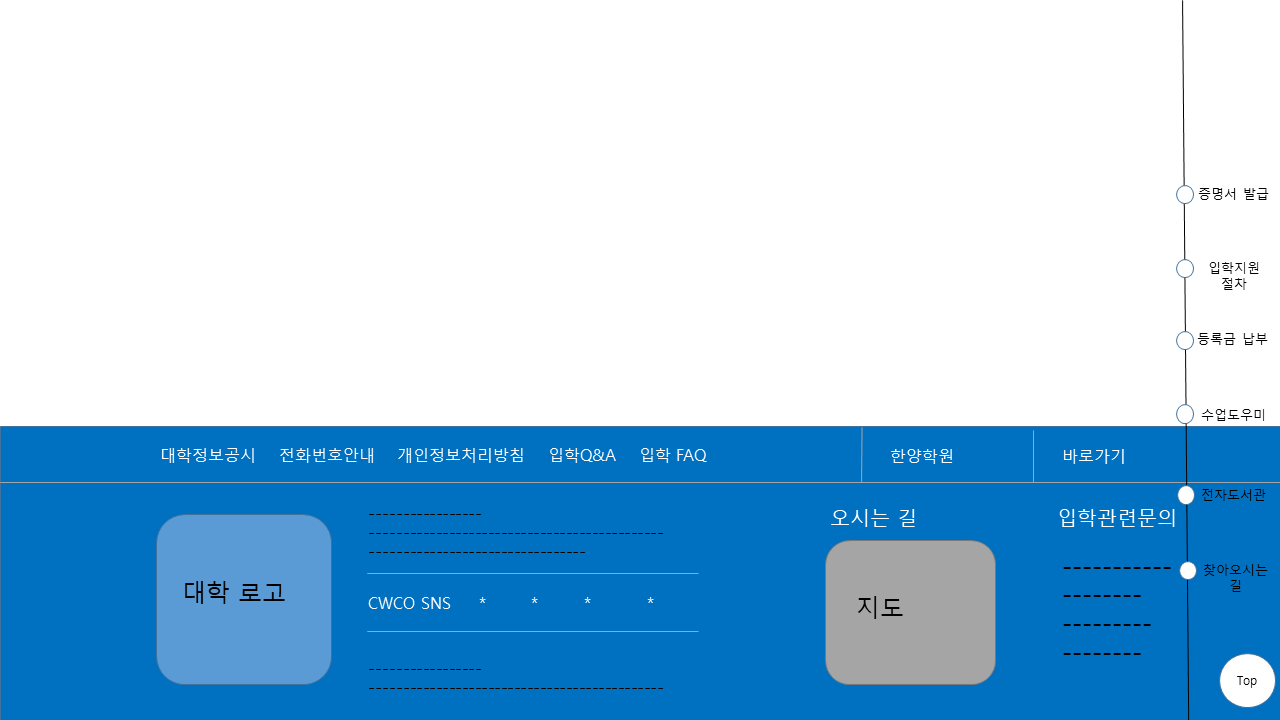 증명서 발급
입학지원
절차
등록금 납부
수업도우미
대학정보공시 전화번호안내 개인정보처리방침 입학Q&A 입학 FAQ 한양학원 바로가기
전자도서관
오시는 길 입학관련문의
-----------------
--------------------------------------------
--------------------------------
찾아오시는
길
대학 로고
CWCO SNS * * * *
지도
-----------
--------
---------
--------
-----------------
--------------------------------------------
Top